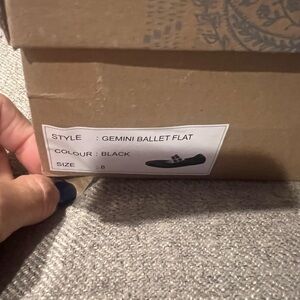 STYLE : GEMINI BALLET FLAT
COLOUR : BLACK
SIZE : 8